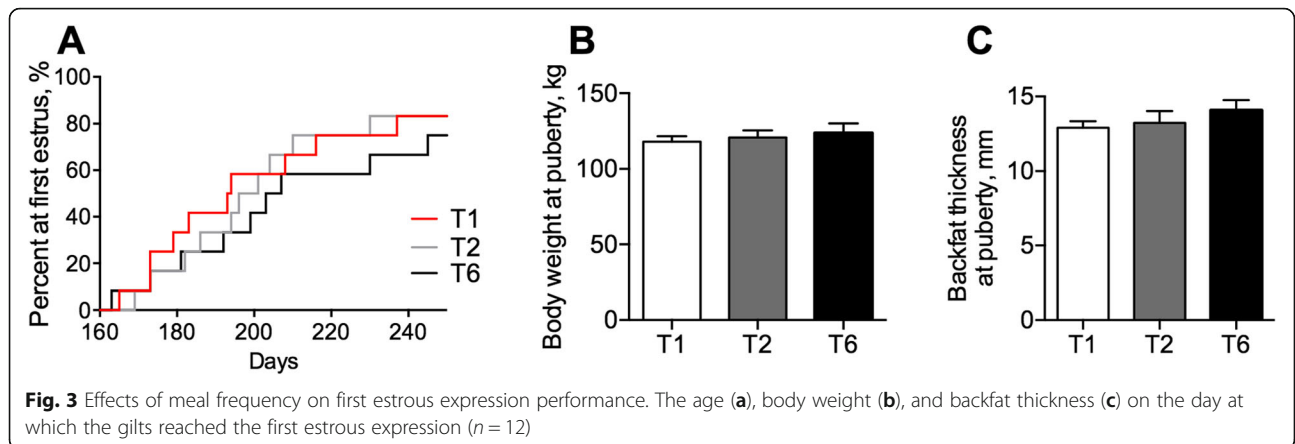 A
Percent at first estrus, %
100
80
60
40
20
0
160
180
200
220
240
Days
T1
T2
T6
B
Body weight at puberty, kg
150
100
50
0
T1
T2
T6
C
Backfat thickness
at puberty, mm
15
10
5
0
T1
T2
T6
Fig. 3 Effects of meal frequency on first estrous expression performance. The age (a), body weight (b), and backfat thickness (c) on the day at
which the gilts reached the first estrous expression (n = 12)